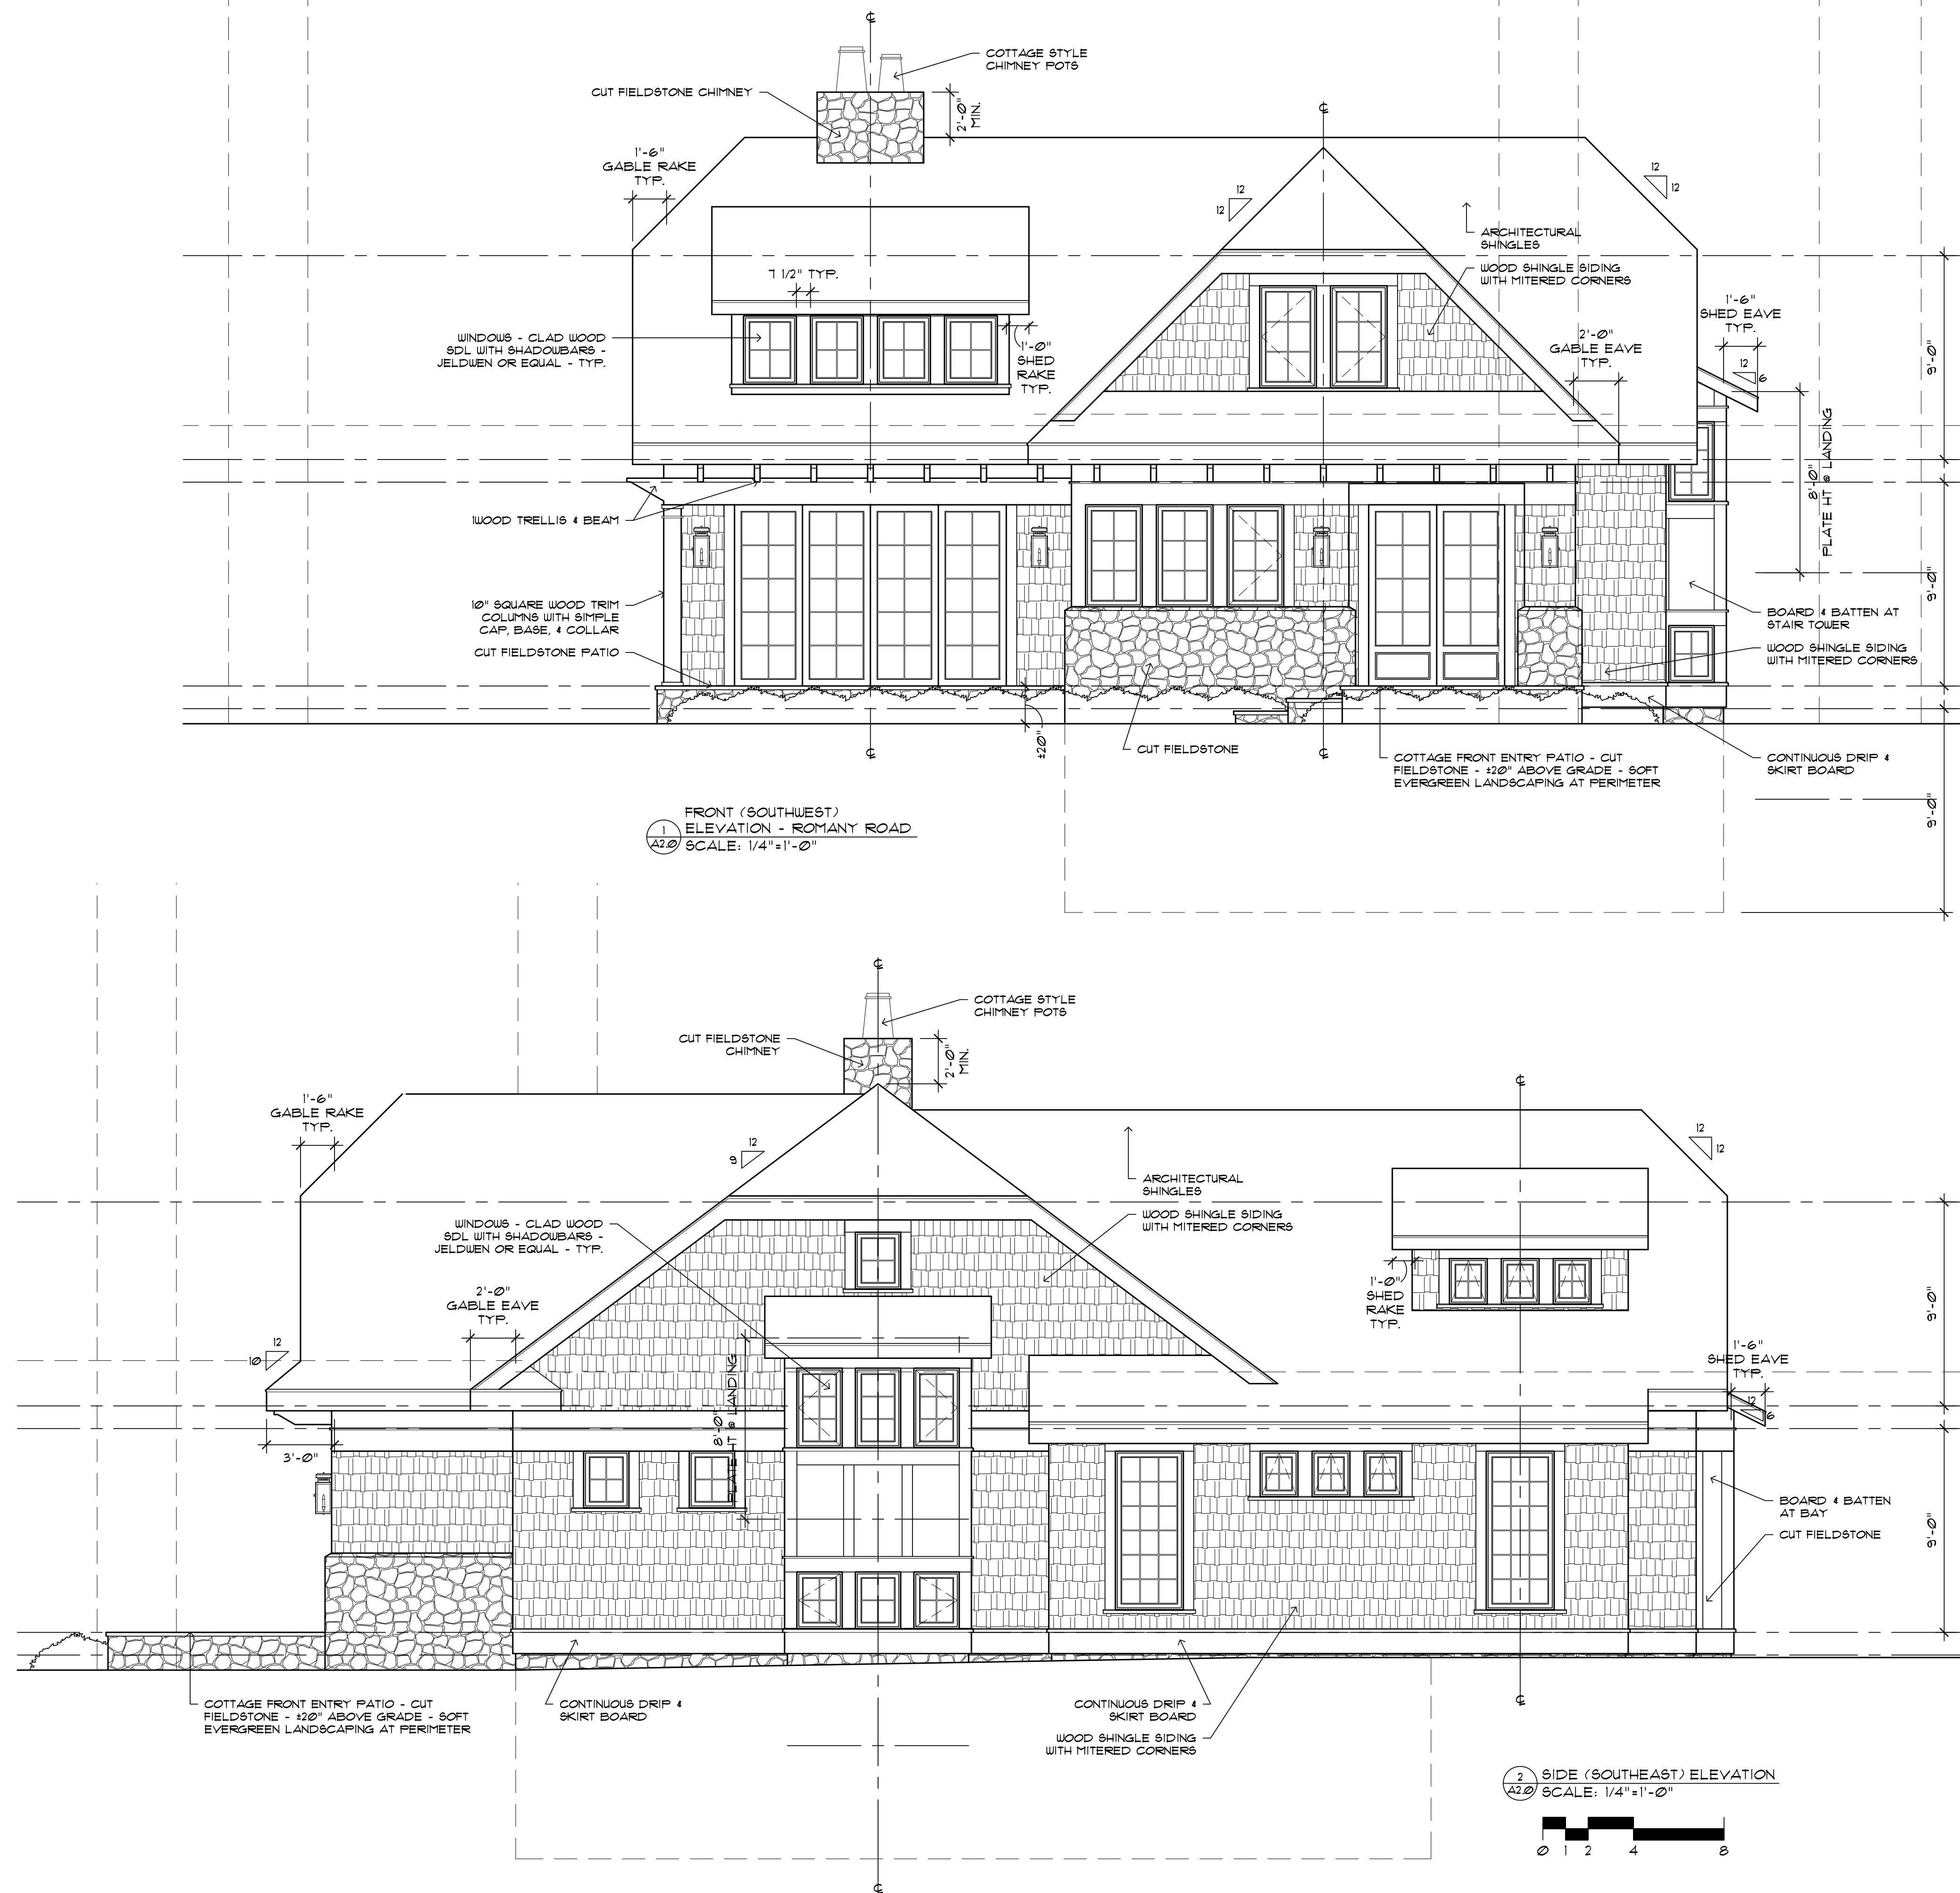 ℄
COTTAGE STYLE
CHIMNEY POTS
CUT FIELDSTONE CHIMNEY
2'-0"
MIN.
℄
1'-6"
GABLE RAKE
TYP.
12
12
12
12
ARCHITECTURAL
SHINGLES
7 1/2" TYP.
WOOD SHINGLE SIDING
WITH MITERED CORNERS
1'-6"
SHED EAVE
TYP.
WINDOWS - CLAD WOOD
SDL WITH SHADOWBARS -
JELDWEN OR EQUAL - TYP.
1'-0"
SHED
RAKE
TYP.
2'-0"
GABLE EAVE
TYP.
12
6
9'-0"
8'-0"
PLATE HT @ LANDING
1WOOD TRELLIS & BEAM
10" SQUARE WOOD TRIM
COLUMNS WITH SIMPLE
CAP, BASE, & COLLAR
CUT FIELDSTONE PATIO
9'-0"
BOARD & BATTEN AT
STAIR TOWER
WOOD SHINGLE SIDING
WITH MITERED CORNERS
±20"
℄
CUT FIELDSTONE
℄
COTTAGE FRONT ENTRY PATIO - CUT
FIELDSTONE - ±20" ABOVE GRADE - SOFT
EVERGREEN LANDSCAPING AT PERIMETER
CONTINUOUS DRIP &
SKIRT BOARD
9'-0"
1
A2.0
FRONT (SOUTHWEST)
ELEVATION - ROMANY ROAD
SCALE: 1/4"=1'-0"
℄
COTTAGE STYLE
CHIMNEY POTS
CUT FIELDSTONE
CHIMNEY
2'-0"
MIN.
℄
1'-6"
GABLE RAKE
TYP.
12
9
12
12
ARCHITECTURAL
SHINGLES
WINDOWS - CLAD WOOD
SDL WITH SHADOWBARS -
JELDWEN OR EQUAL - TYP.
WOOD SHINGLE SIDING
WITH MITERED CORNERS
2'-0"
GABLE EAVE
TYP.
1'-0"
SHED
RAKE
TYP.
9'-0"
12
10
1'-6"
SHED EAVE
TYP.
12
6
8'-0"
PLATE HT @ LANDING
3'-0"
BOARD & BATTEN
AT BAY
CUT FIELDSTONE
9'-0"
COTTAGE FRONT ENTRY PATIO - CUT
FIELDSTONE - ±20" ABOVE GRADE - SOFT
EVERGREEN LANDSCAPING AT PERIMETER
CONTINUOUS DRIP &
SKIRT BOARD
CONTINUOUS DRIP &
SKIRT BOARD
WOOD SHINGLE SIDING
WITH MITERED CORNERS
℄
2
A2.0
SIDE (SOUTHEAST) ELEVATION
SCALE: 1/4"=1'-0"
0 1 2 4 8
℄